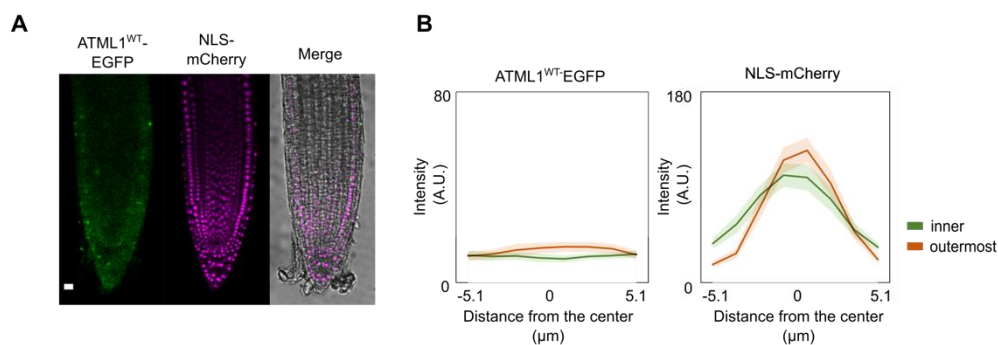 A
ATML1WT-
EGFP
NLS-
mCherry
Merge
B
ATML1WT-EGFP
80
Intensity
(A.U.)
0
-5.1
0
5.1
Distance from the center
(μm)
NLS-mCherry
180
Intensity
(A.U.)
0
-5.1
0
5.1
Distance from the center
(μm)
inner
outermost